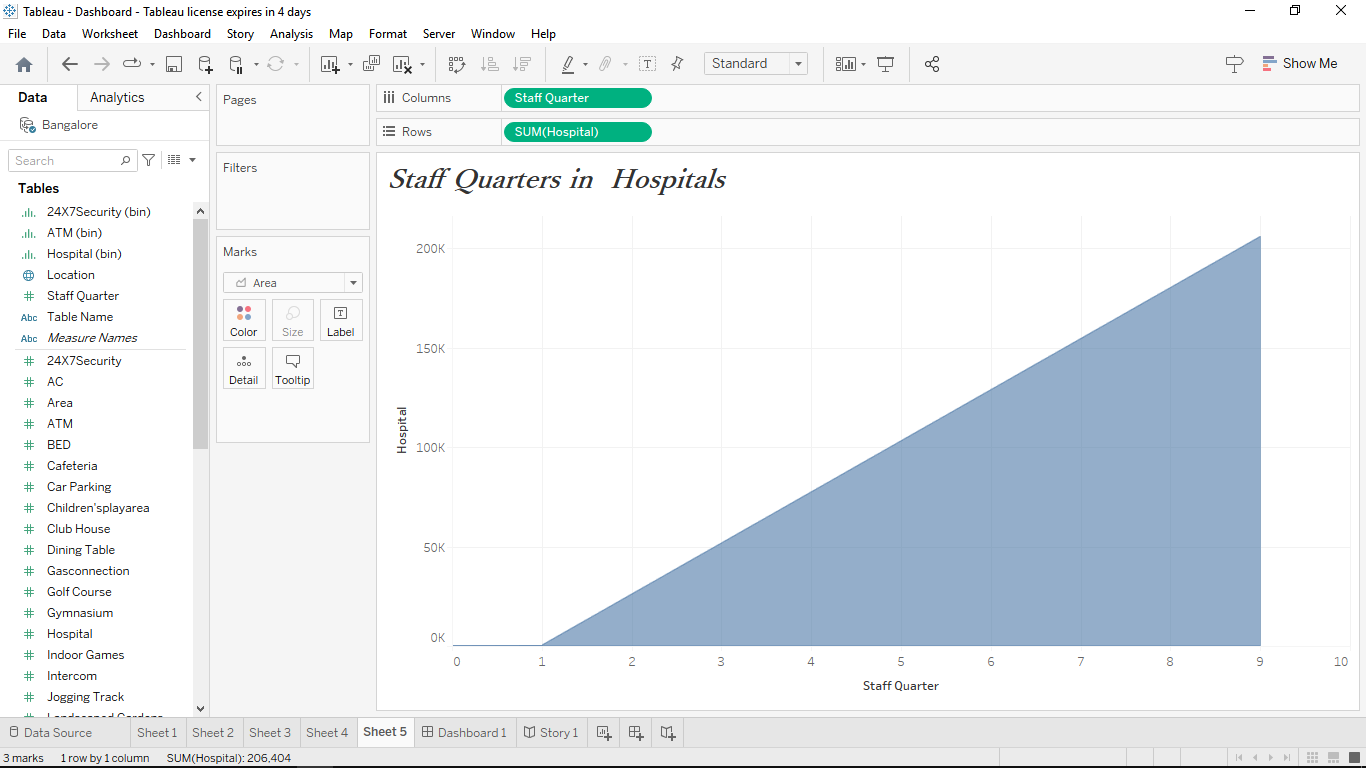 Tableau - Dashboard - Tableau license expires in 4 days
File Data Worksheet Dashboard Story Analysis Map Format Server Window Help
Standard
Show Me
Data Analytics
Bangalore
Search
Tables
24X7Security (bin)
ATM (bin)
Hospital (bin)
Location
Staff Quarter
Abc Table Name
Abc Measure Names
24X7Security
AC
Area
ATM
BED
Cafeteria
Car Parking
Children'splayarea
Club House
Dining Table
Gasconnection
Golf Course
Gymnasium
Hospital
Indoor Games
Intercom
Jogging Track
Pages
Filters
Marks
Area
Color Size Label
Detail Tooltip
Columns Staff Quarter
Rows SUM(Hospital)
Staff Quarters in Hospitals
200K
150K
100K
50K
0K
Hospital
0 1 2 3 4 5 6 7 8 9 10
Staff Quarter
Data Source Sheet 1 Sheet 2 Sheet 3 Sheet 4 Sheet 5 Dashboard 1 Story 1
3 marks 1 row by 1 column SUM(Hospital): 206,404